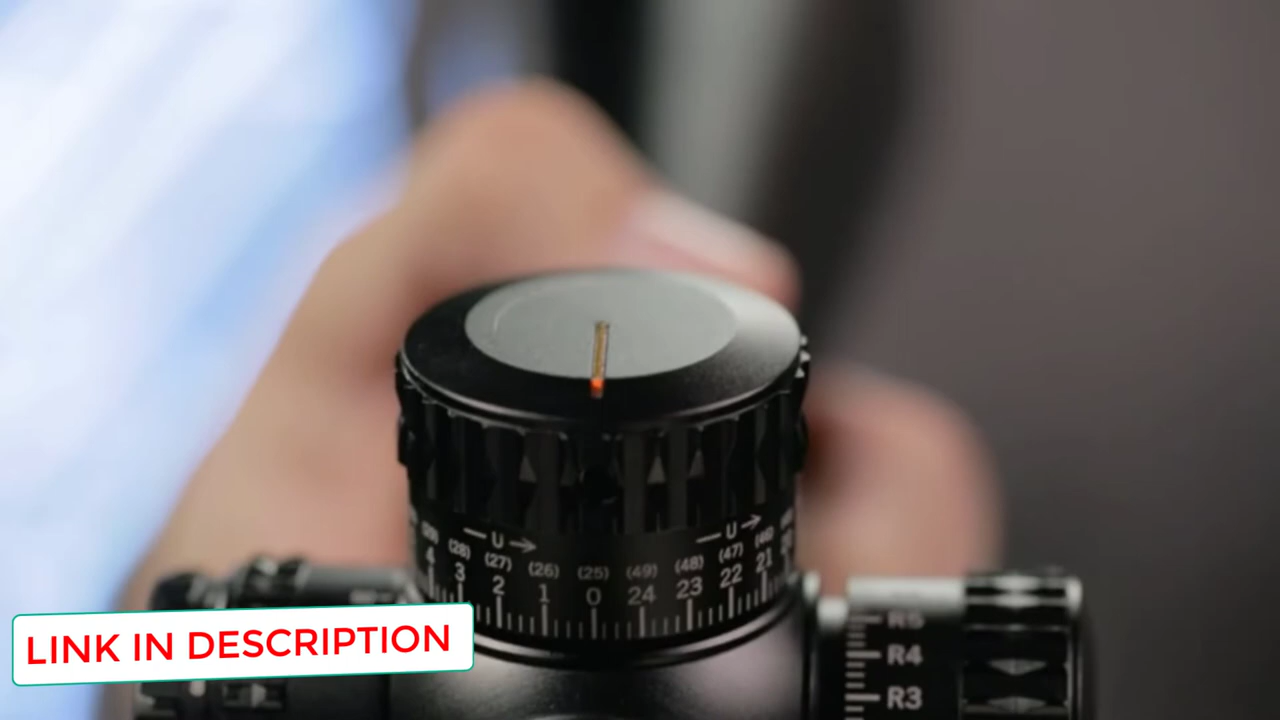 — U → — U →
(28) (27) (26) (25) (49) (48) (47) (46)
4 3 2 1 0 24 23 22 21
R5
R4
R3
LINK IN DESCRIPTION